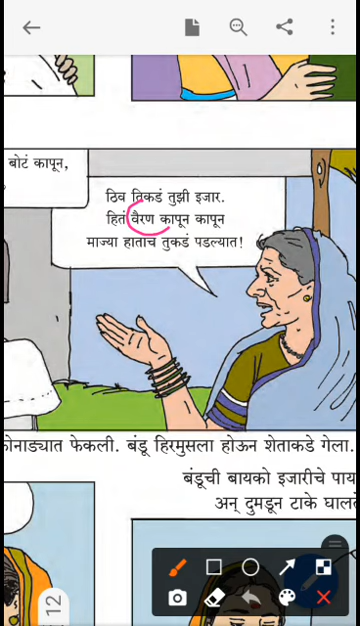 बोटं कापून,
ठिव तिकडं तुझी इजार.
हितं वैरण कापून कापून
माज्या हाताचं तुकडं पडल्यात!
फेकली. बंडू हिरमुसला होऊन शेताकडे गेला.
बंडूची बायको इजारीचे
अन् दुमडून टाके
12